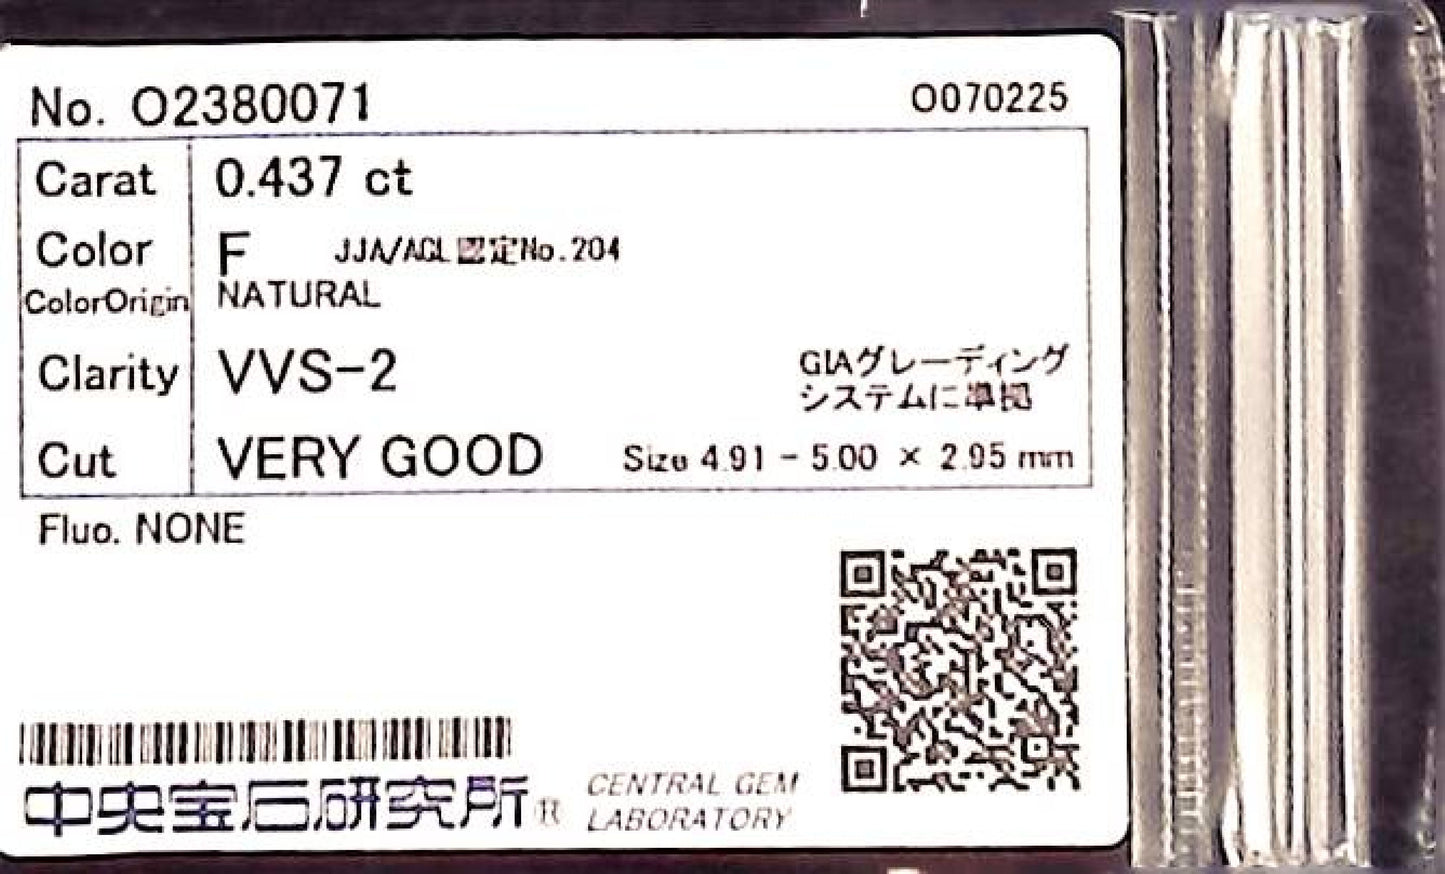 No. O2380071 O070225
Carat 0.437 ct
Color F JJA/AGL認定No.204
ColorOrigin NATURAL
Clarity VVS-2
GIAグレーディング
システムに準拠
Cut VERY GOOD Size 4.91 - 5.00 × 2.95 mm
Fluo. NONE
中央宝石研究所® CENTRAL GEM
LABORATORY